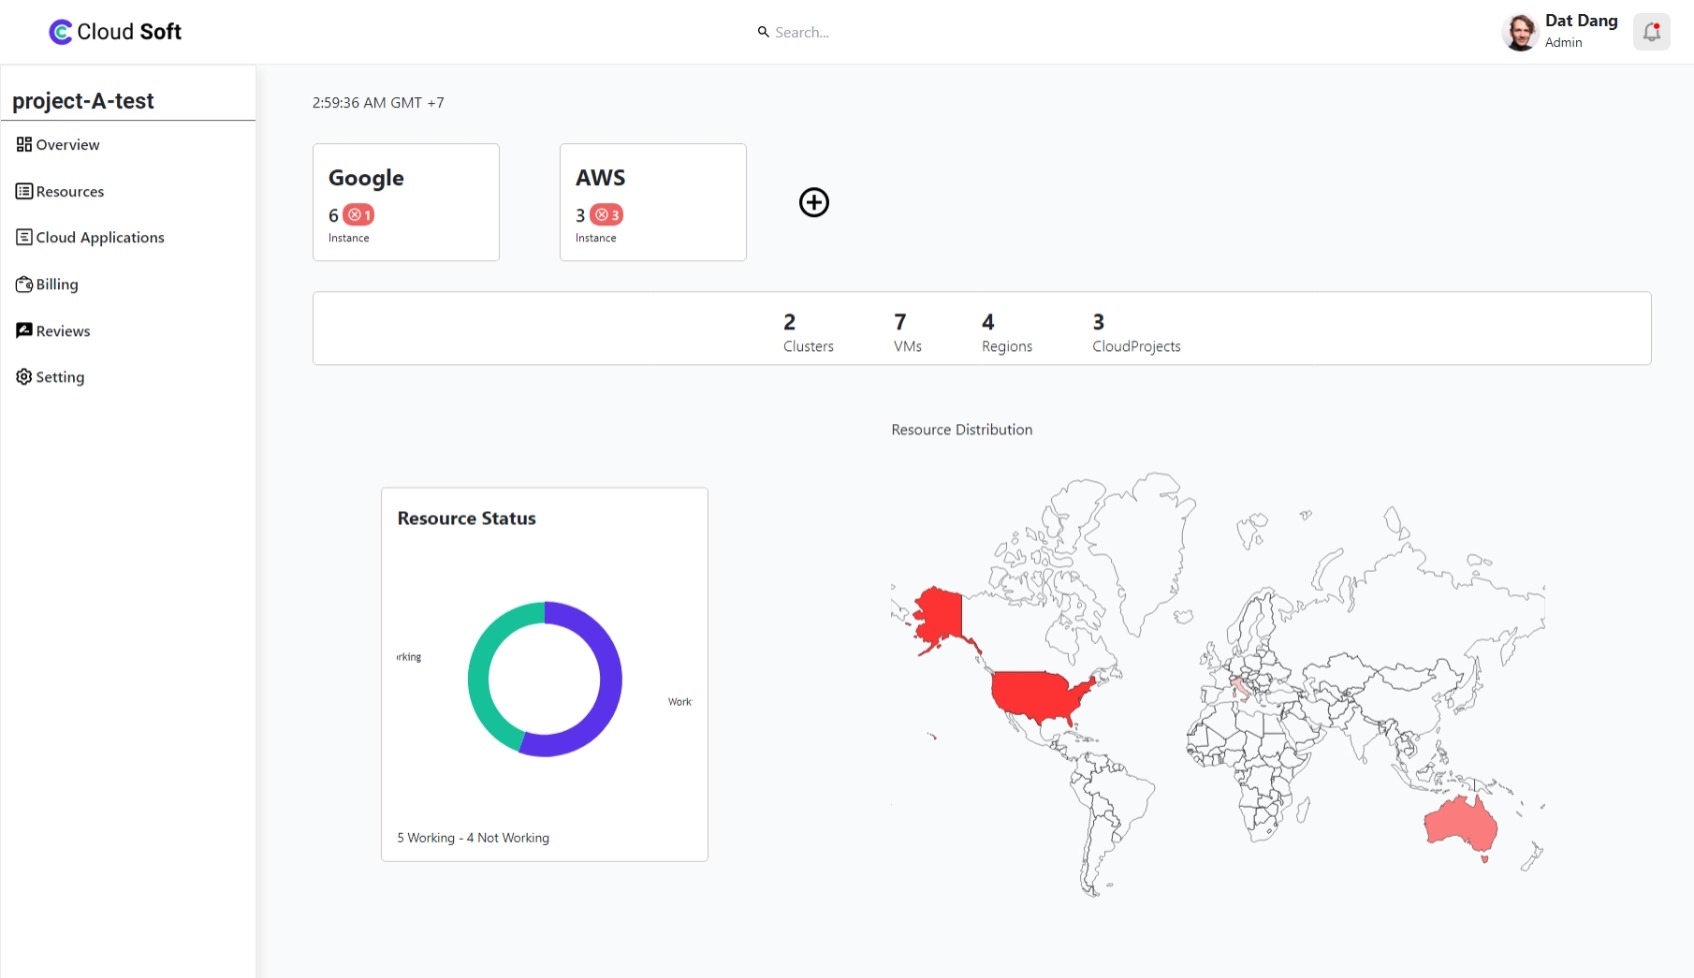 Cloud Soft
Search...
Dat Dang
Admin
project-A-test
Overview
Resources
Cloud Applications
Billing
Reviews
Setting
2:59:36 AM GMT +7
Google
6 1
Instance
AWS
3 3
Instance
2
Clusters
7
VMs
4
Regions
3
CloudProjects
Resource Status
rking
Work
5 Working - 4 Not Working
Resource Distribution